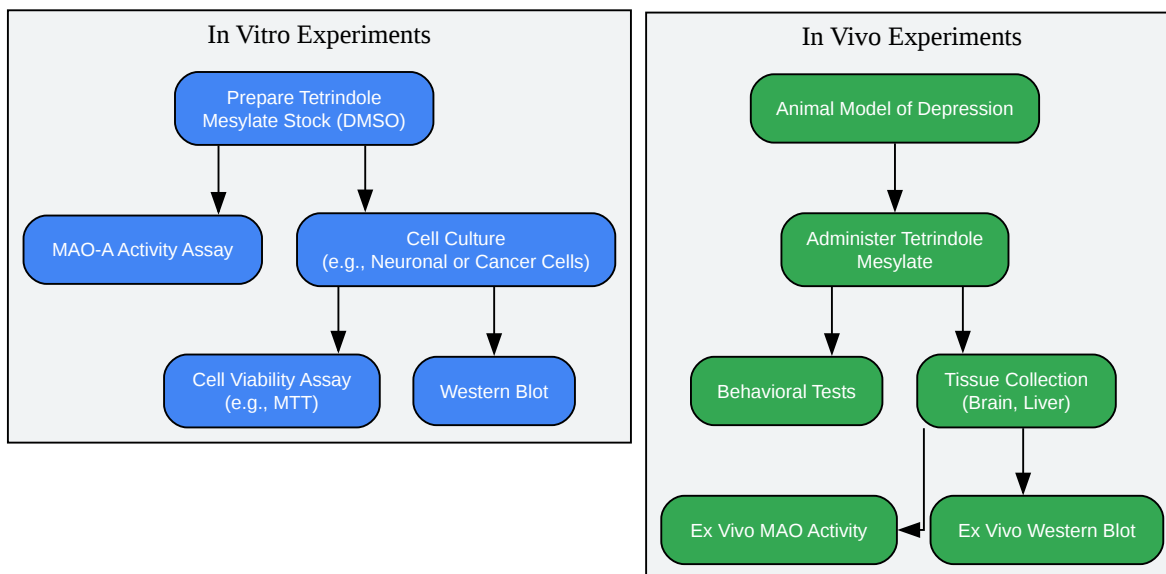 In Vitro Experiments
Prepare Tetrindole
Mesylate Stock (DMSO)
MAO-A Activity Assay
Cell Culture
(e.g., Neuronal or Cancer Cells)
Cell Viability Assay
(e.g., MTT)
Western Blot
In Vivo Experiments
Animal Model of Depression
Administer Tetrindole
Mesylate
Behavioral Tests
Tissue Collection
(Brain, Liver)
Ex Vivo MAO Activity
Ex Vivo Western Blot